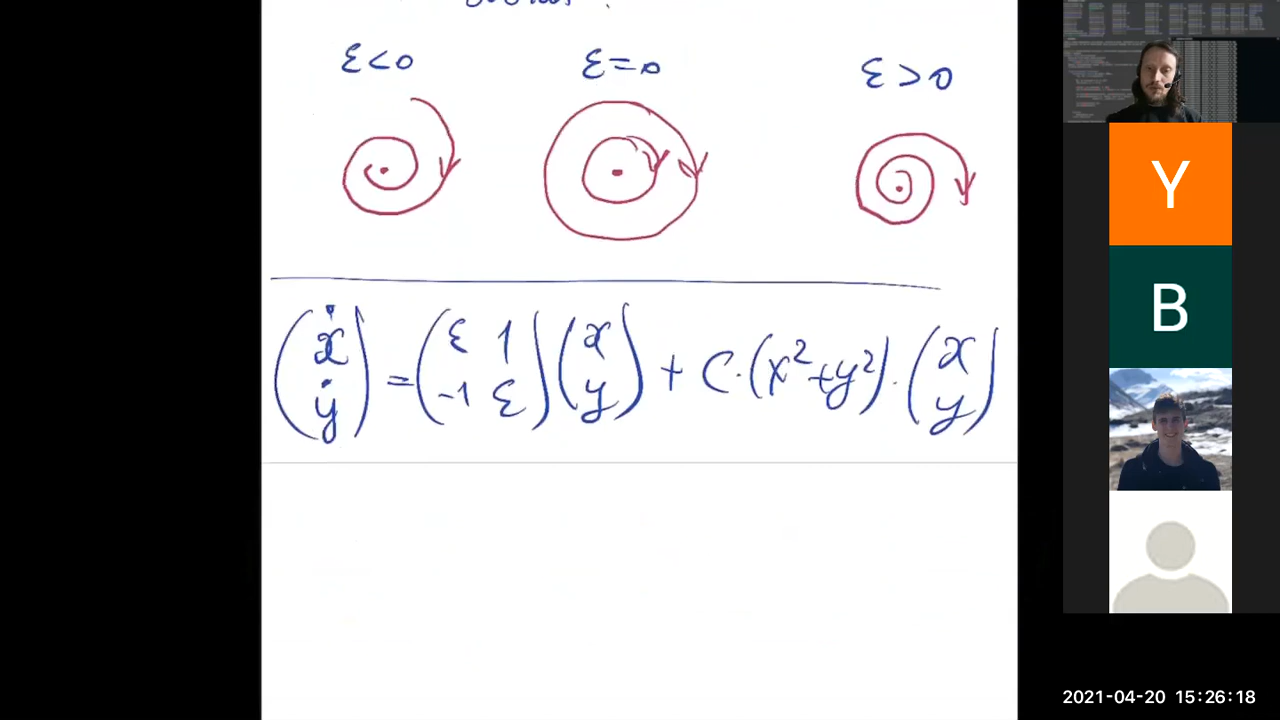 ε<0 ε=0 ε>0
(ẋ ẏ) = (ε 1 -1 ε)(x y) + C·(x²+y²)·(x y)
Y
B
2021-04-20 15:26:18